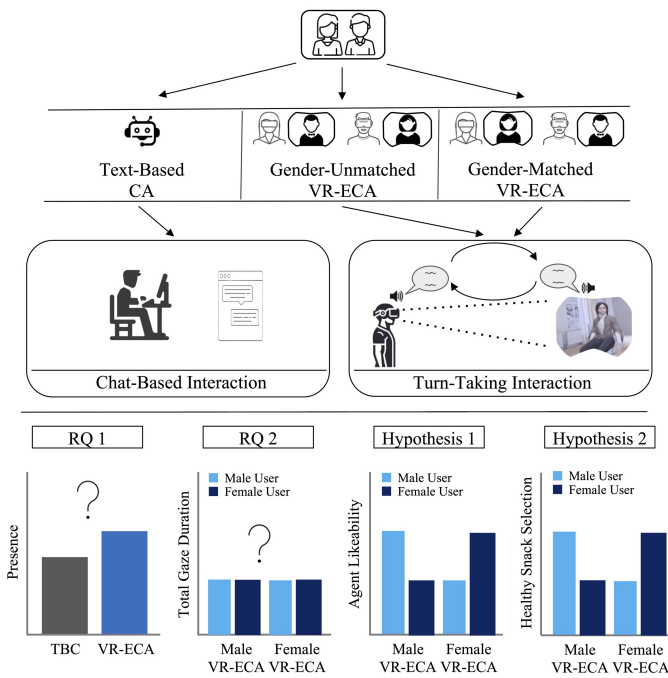 Text-Based
CA
Gender-Unmatched
VR-ECA
Gender-Matched
VR-ECA
Chat-Based Interaction
Turn-Taking Interaction
RQ 1
Presence
?
TBC
VR-ECA
RQ 2
Total Gaze Duration
Male User
Female User
?
Male
VR-ECA
Female
VR-ECA
Hypothesis 1
Agent Likeability
Male User
Female User
Male
VR-ECA
Female
VR-ECA
Hypothesis 2
Healthy Snack Selection
Male User
Female User
Male
VR-ECA
Female
VR-ECA